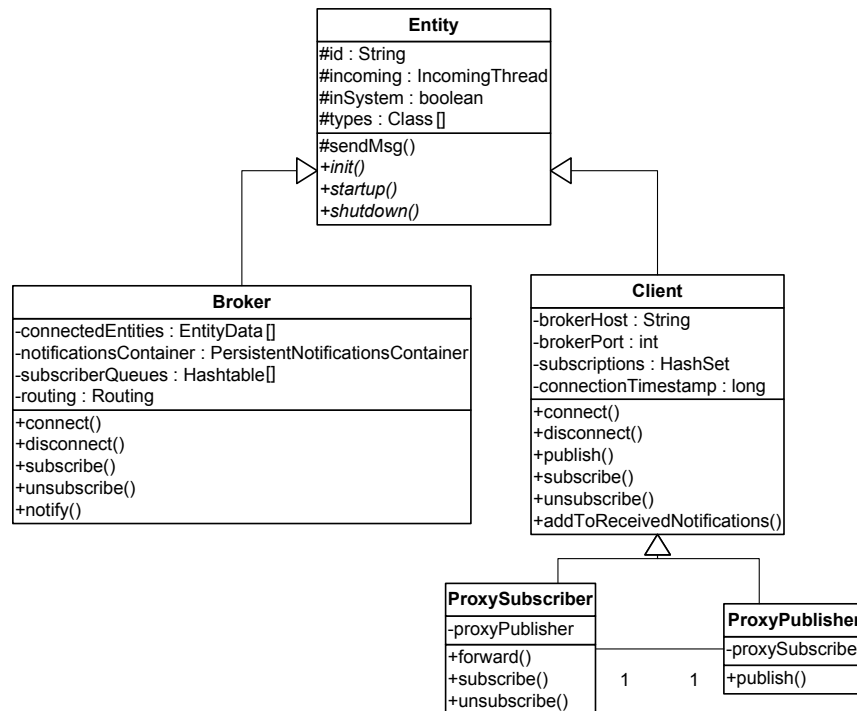 Entity
#id : String
#incoming : IncomingThread
#inSystem : boolean
#types : Class[]
#sendMsg()
+init()
+startup()
+shutdown()
Broker
-connectedEntities : EntityData[]
-notificationsContainer : PersistentNotificationsContainer
-subscriberQueues : Hashtable[]
-routing : Routing
+connect()
+disconnect()
+subscribe()
+unsubscribe()
+notify()
Client
-brokerHost : String
-brokerPort : int
-subscriptions : HashSet
-connectionTimestamp : long
+connect()
+disconnect()
+publish()
+subscribe()
+unsubscribe()
+addToReceivedNotifications()
ProxySubscriber
-proxyPublisher
+forward()
+subscribe()
+unsubscribe()
1
1
ProxyPublisher
-proxySubscribe
+publish()